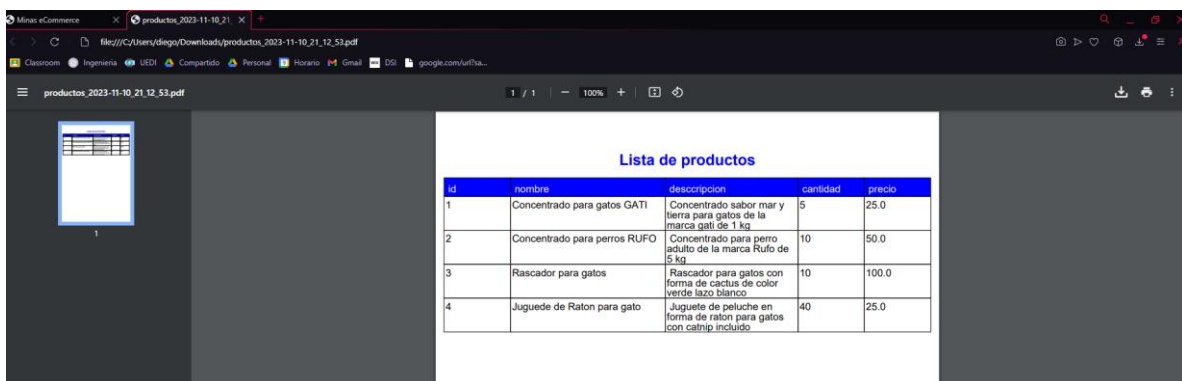 Minas eCommerce
productos_2023-11-10_21_
file:///C:/Users/diego/Downloads/productos_2023-11-10_21_12_53.pdf
Classroom Ingenieria UEDI Compartido Personal Horario Gmail DSI google.com/url?sa...
productos_2023-11-10_21_12_53.pdf
1 / 1 100%
1
Lista de productos
id nombre desccripcion cantidad precio
1 Concentrado para gatos GATI Concentrado sabor mar y 5 25.0
tierra para gatos de la
marca gati de 1 kg
2 Concentrado para perros RUFO Concentrado para perro 10 50.0
adulto de la marca Rufo de
5 kg
3 Rascador para gatos Rascador para gatos con 10 100.0
forma de cactus de color
verde lazo blanco
4 Juguede de Raton para gato Juguete de peluche en 40 25.0
forma de raton para gatos
con catnip incluido